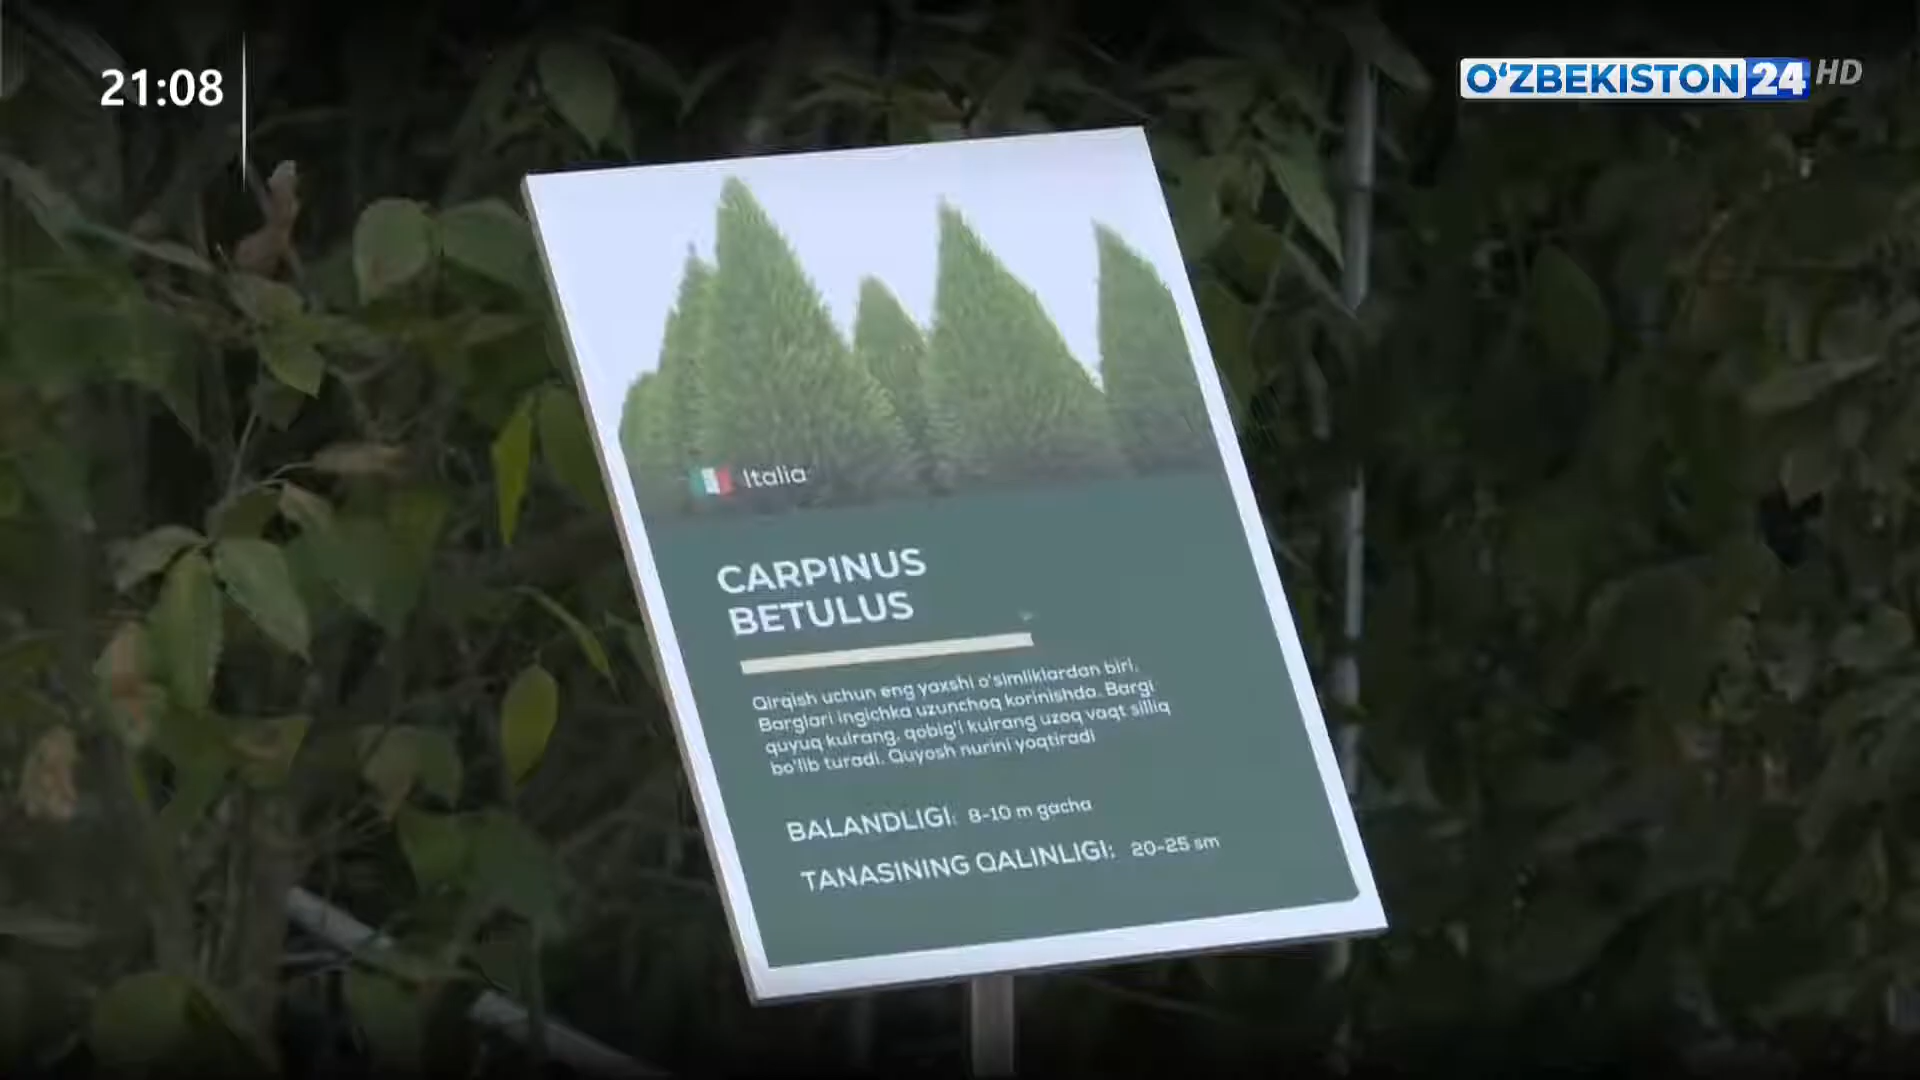 21:08
O'ZBEKISTON 24 HD
Italia
CARPINUS
BETULUS
Qirqish uchun eng yaxshi o'simliklardan biri.
Barglari ingichka uzunchoq korinishda. Bargi
quyuq kulrang, qobig'i kulrang uzoq vaqt silliq
bo'lib turadi. Quyosh nurini yoqtiradi
BALANDLIGI: 8-10 m gacha
TANASINING QALINLIGI: 20-25 sm